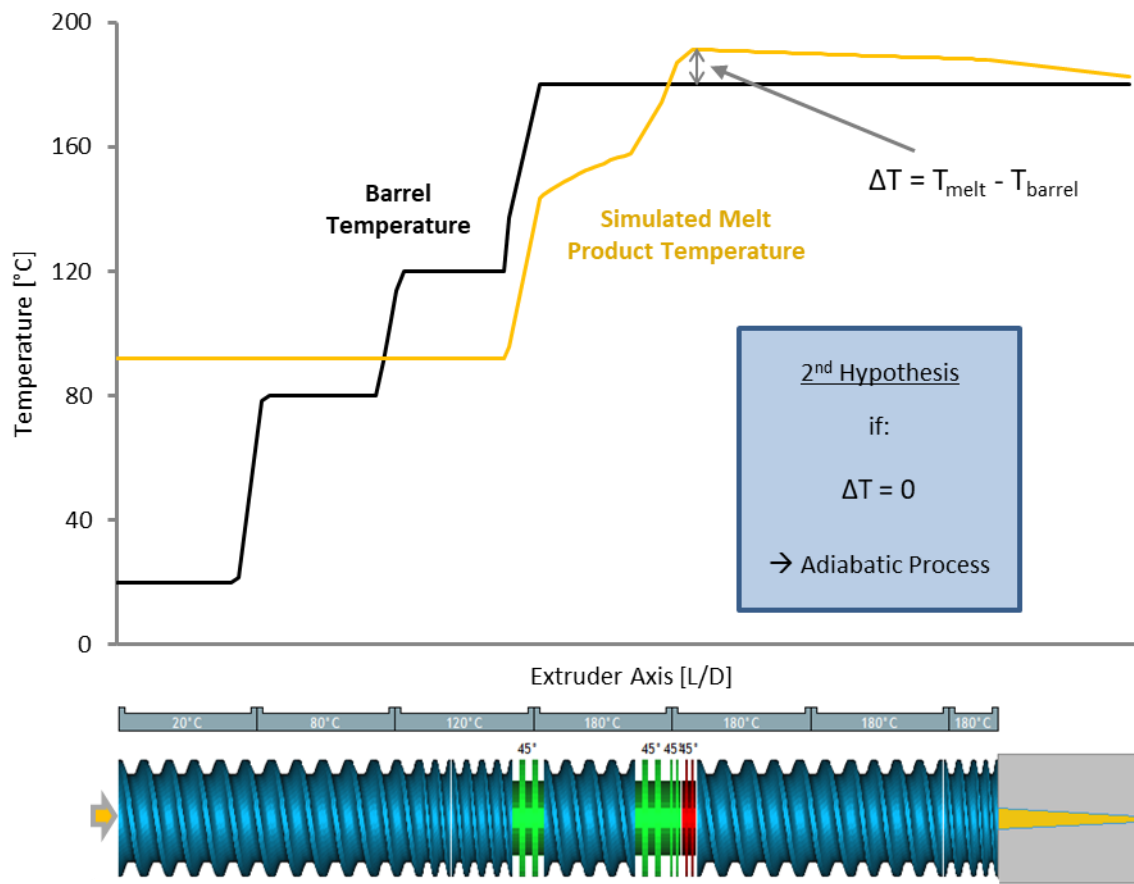 200
160
120
80
40
0
Temperature [°C]
Barrel
Temperature
Simulated Melt
Product Temperature
ΔT = Tmelt - Tbarrel
2nd Hypothesis
if:
ΔT = 0
→ Adiabatic Process
Extruder Axis [L/D]
20°C 80°C 120°C 180°C 180°C 180°C 180°C
45° 45° 45°45°